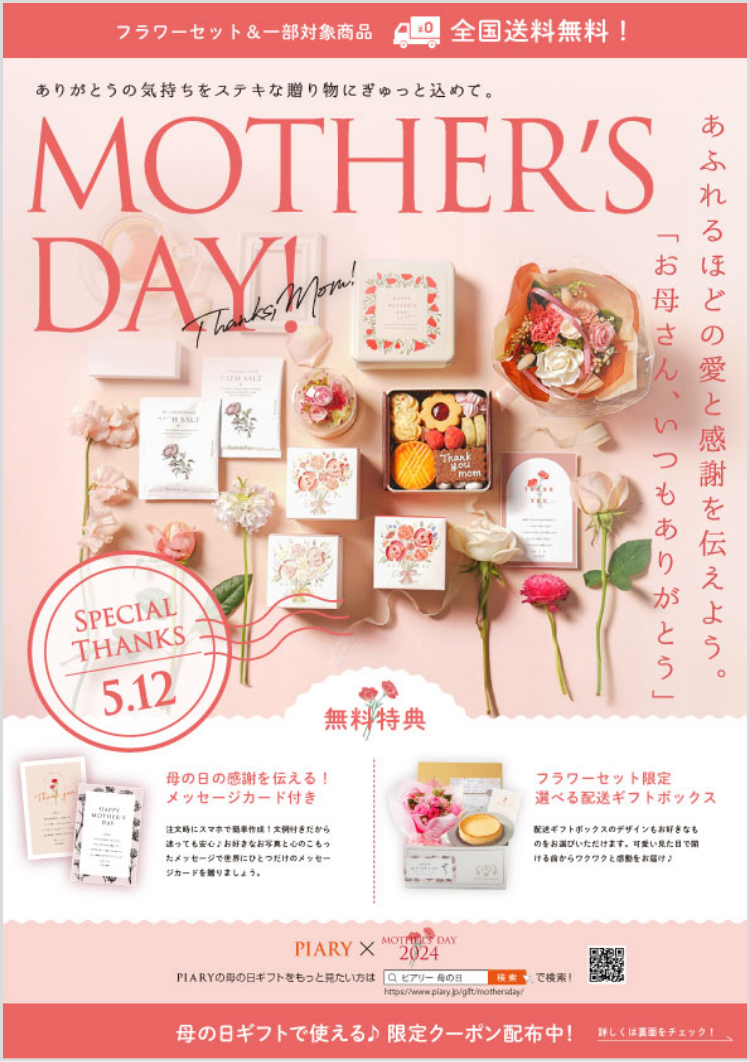 フラワーセット＆一部対象商品
¥0
全国送料無料！
ありがとうの気持ちをステキな贈り物にぎゅっと込めて。
MOTHER'S
DAY!
Thanks, Mom!
あふれるほどの愛と感謝を伝えよう。
「お母さん、いつもありがとう」
BATH SALT
Thank
you
mom
SPECIAL
THANKS
5.12
無料特典
Thank you
HAPPY
MOTHER'S
DAY
母の日の感謝を伝える！
メッセージカード付き
注文時にスマホで簡単作成！文例付きだから
迷っても安心♪お好きなお写真と心のこもっ
たメッセージで世界にひとつだけのメッセー
ジカードを贈りましょう。
フラワーセット限定
選べる配送ギフトボックス
配送ギフトボックスのデザインもお好きなも
のをお選びいただけます。可愛い見た目で開
ける前からワクワクと感動をお届け♪
PIARY ×
MOTHER'S DAY
2024
PIARYの母の日ギフトをもっと見たい方は
ピアリー 母の日
検索
で検索！
https://www.piary.jp/gift/mothersday/
母の日ギフトで使える♪限定クーポン配布中！
詳しくは裏面をチェック！